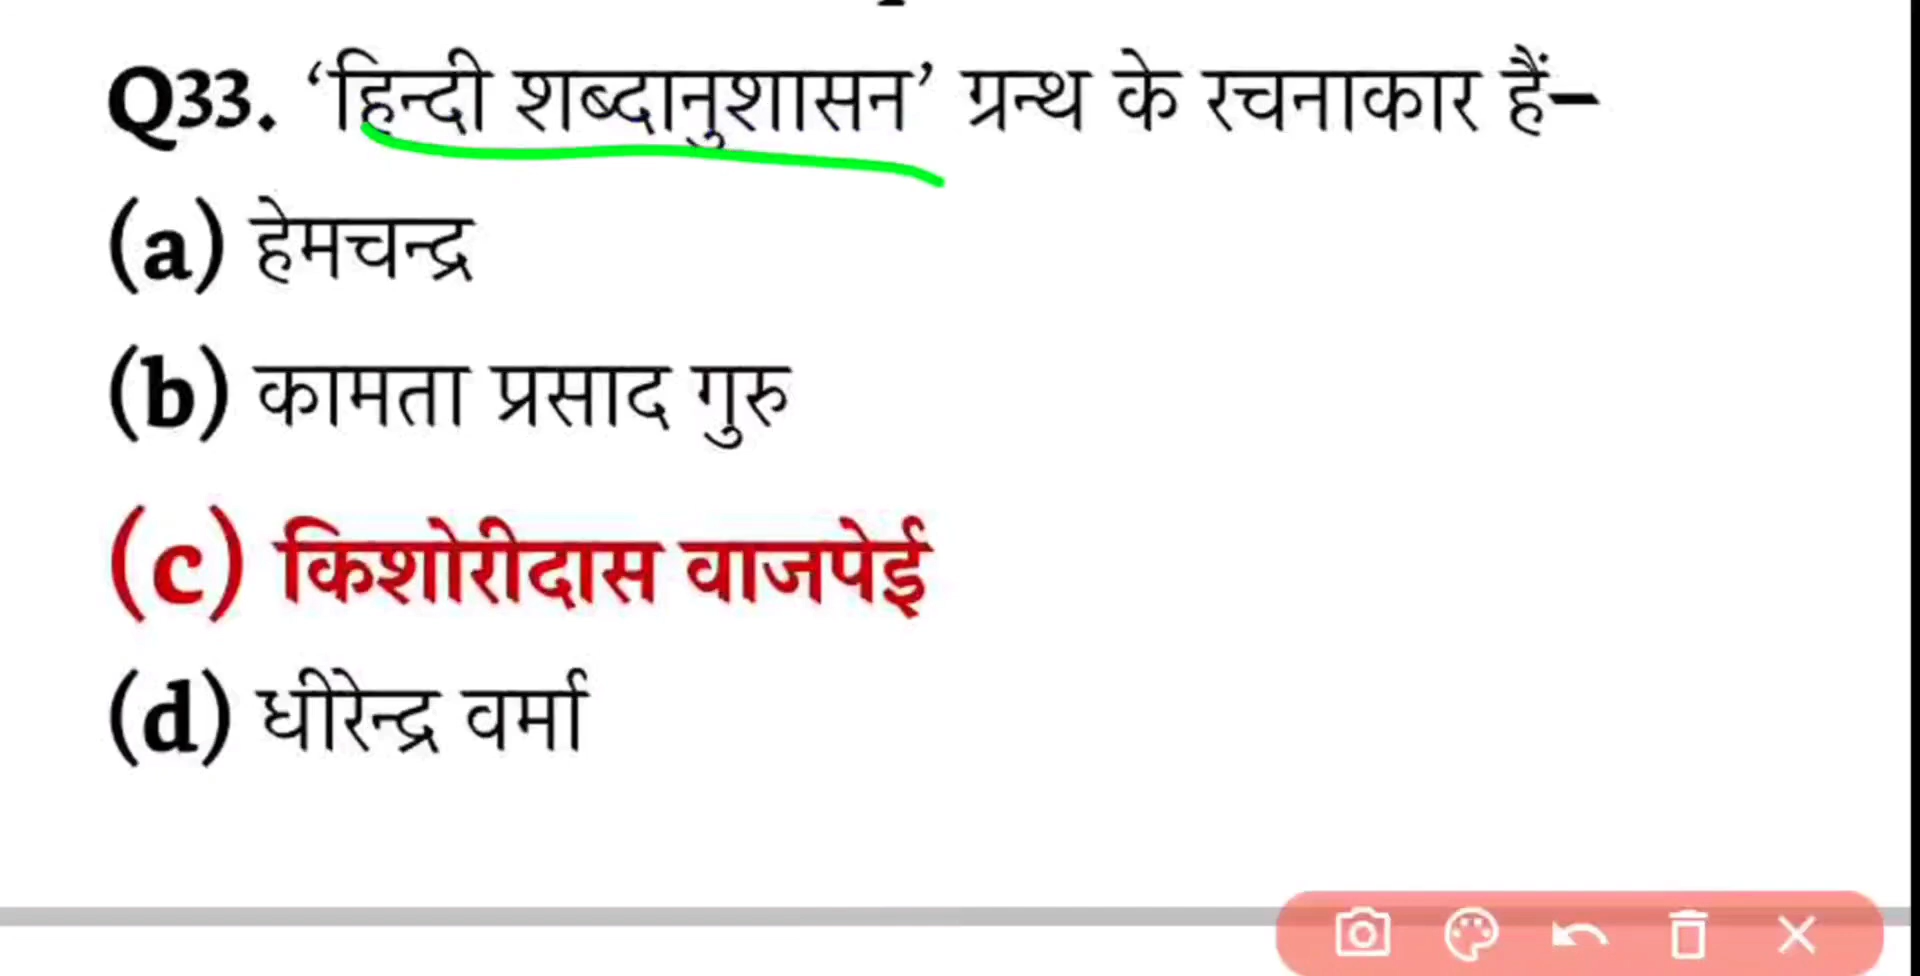 Q33. ‘हिन्दी शब्दानुशासन’ ग्रन्थ के रचनाकार हैं–
(a) हेमचन्द्र
(b) कामता प्रसाद गुरु
(c) किशोरीदास वाजपेई
(d) धीरेन्द्र वर्मा